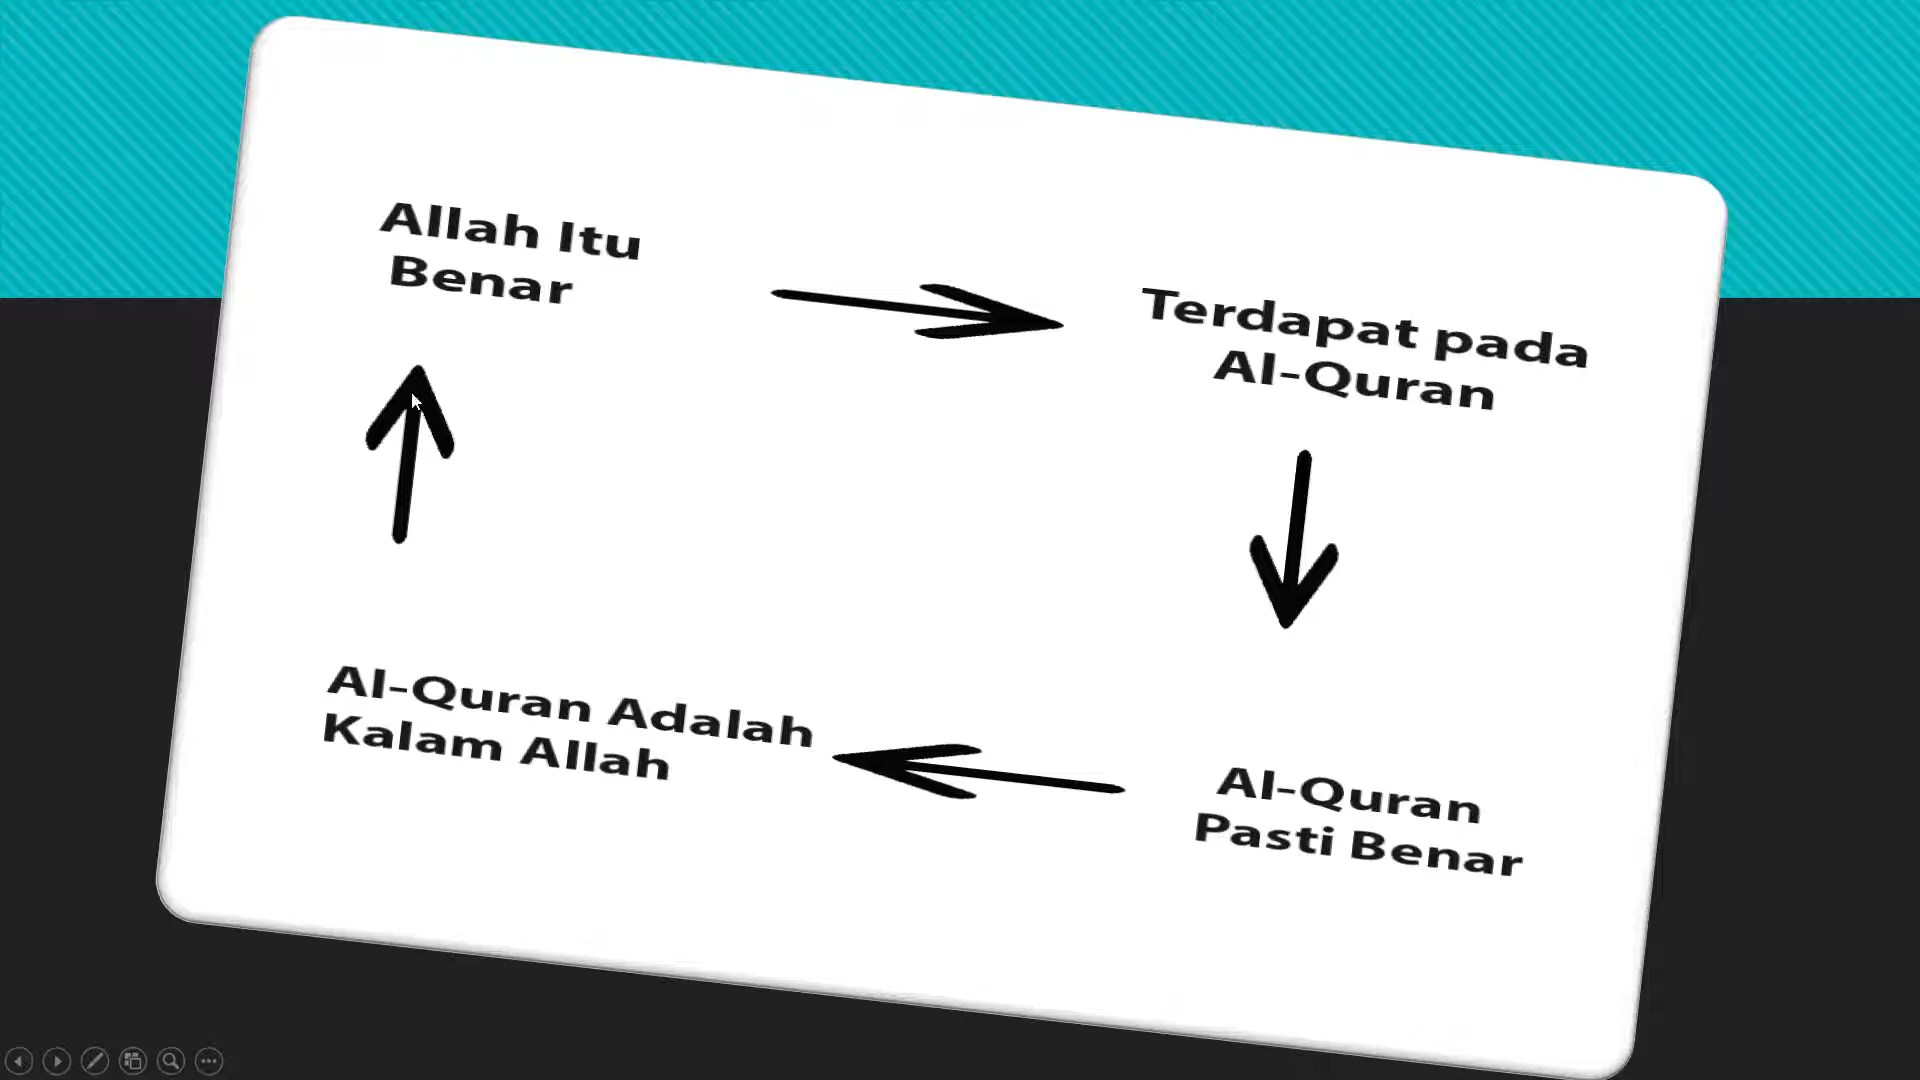 Allah Itu
Benar
Terdapat pada
Al-Quran
Al-Quran
Pasti Benar
Al-Quran Adalah
Kalam Allah